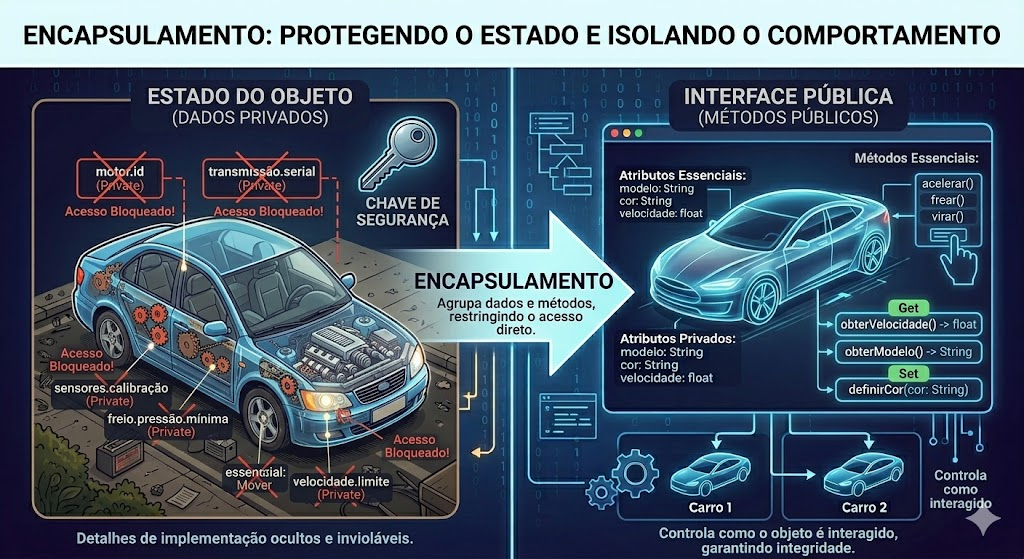 ENCAPSULAMENTO: PROTEGENDO O ESTADO E ISOLANDO O COMPORTAMENTO
ESTADO DO OBJETO
(DADOS PRIVADOS)
motor.id
(Private)
Acesso Bloqueado!
transmissão.serial
(Private)
Acesso Bloqueado!
CHAVE DE
SEGURANÇA
Acesso
Bloqueado!
sensores.calibração
(Private)
freio.pressão.mínima
(Private)
essential:
Mover
velocidade.limite
(Private)
Acesso
Bloqueado!
Detalhes de implementação ocultos e invioláveis.
ENCAPSULAMENTO
Agrupa dados e métodos,
restringindo o acesso
direto.
INTERFACE PÚBLICA
(MÉTODOS PÚBLICOS)
Atributos Essenciais:
modelo: String
cor: String
velocidade: float
Métodos Essenciais:
acelerar()
frear()
virar()
Atributos Privados:
modelo: String
cor: String
velocidade: float
Get
obterVelocidade() -> float
obterModelo() -> String
Set
definirCor(cor: String)
Carro 1
Carro 2
Controla
como
interagido
Controla como o objeto é interagido,
garantindo integridade.